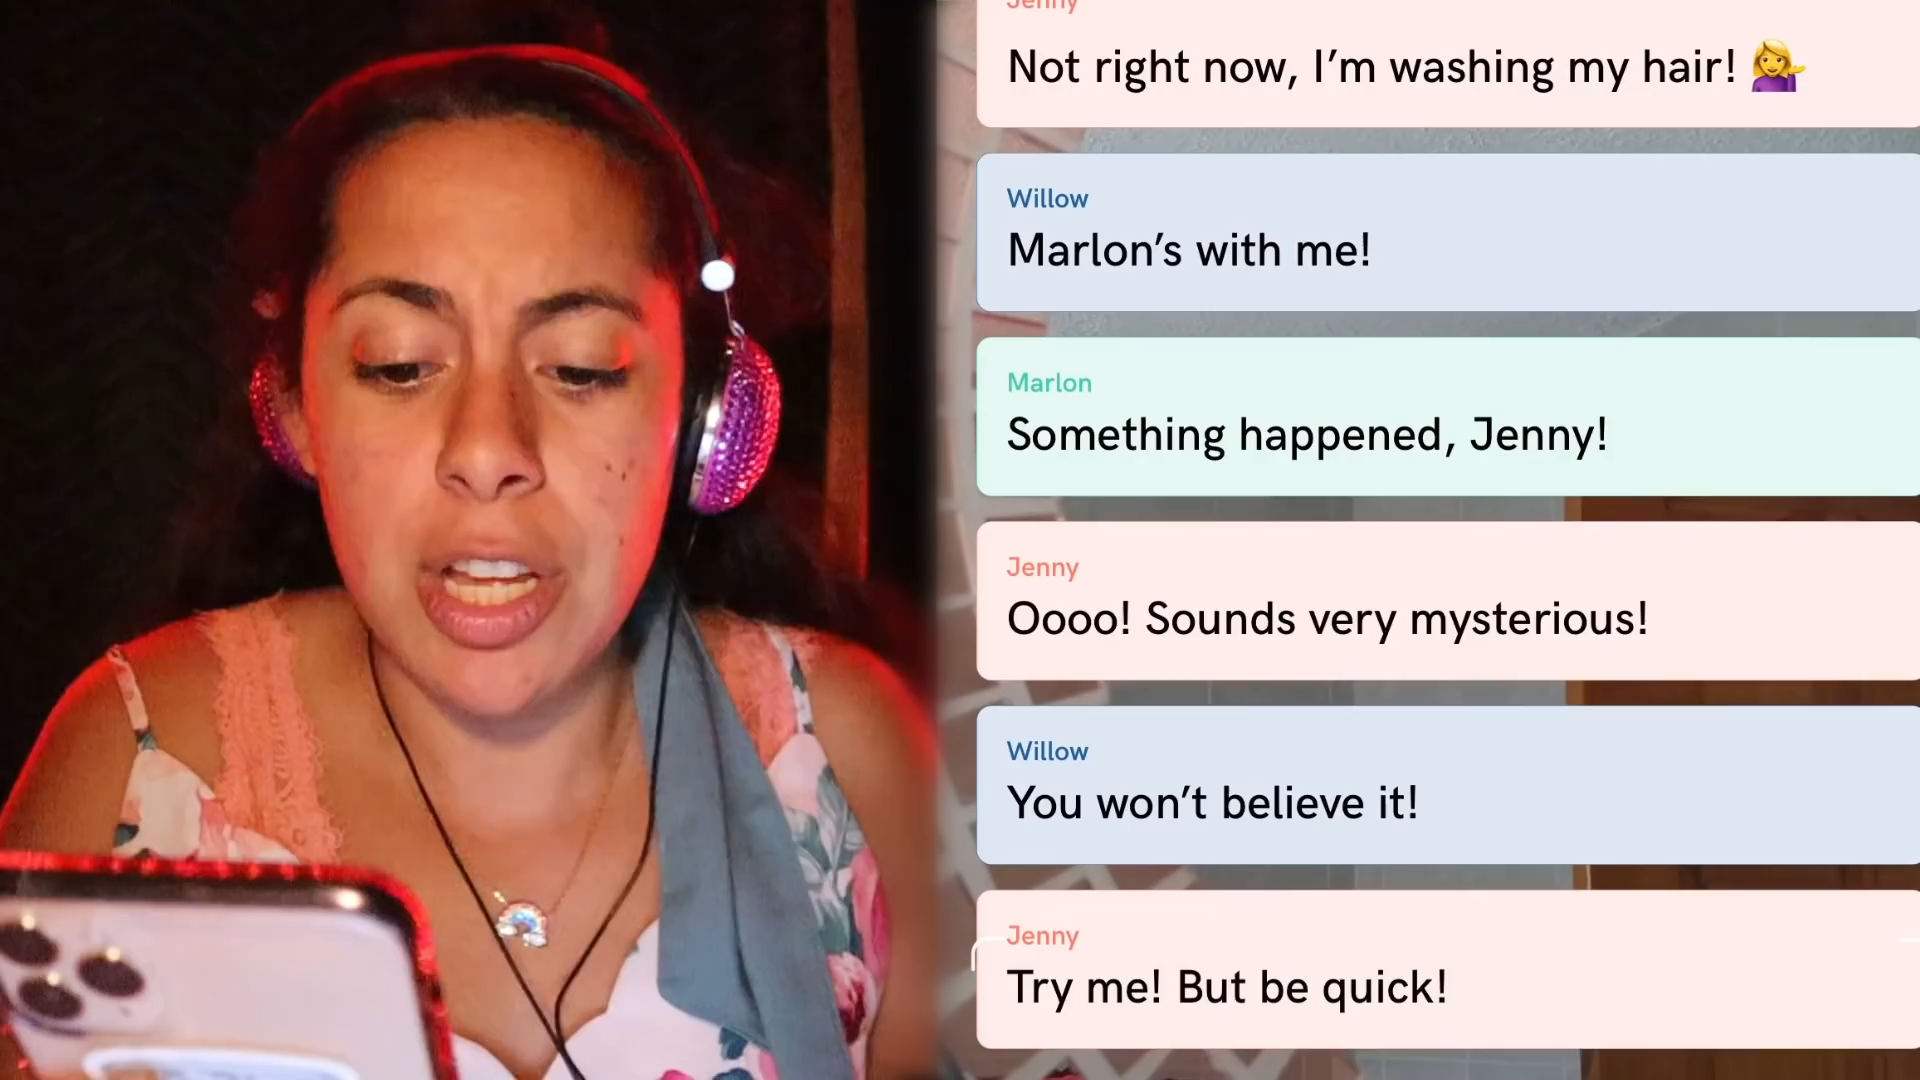 Jenny
Not right now, I’m washing my hair! 💁‍♀️
Willow
Marlon’s with me!
Marlon
Something happened, Jenny!
Jenny
Oooo! Sounds very mysterious!
Willow
You won’t believe it!
Jenny
Try me! But be quick!